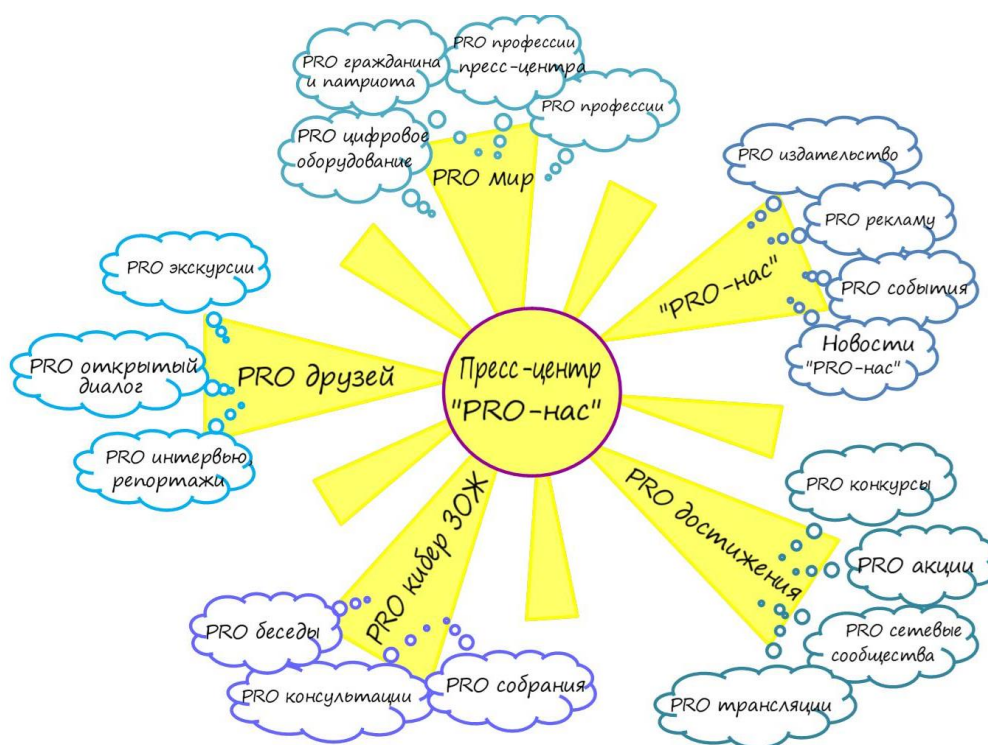 PRO гражданина
и патриота
PRO профессии
пресс-центра
PRO профессии
PRO цифровое
оборудование
PRO мир
PRO издательство
PRO рекламу
PRO события
Новости
"PRO-нас"
"PRO-нас"
PRO экскурсии
PRO открытый
диалог
PRO интервью,
репортажи
PRO друзей
Пресс-центр
"PRO-нас"
PRO кибер ЗОЖ
PRO беседы
PRO консультации
PRO собрания
PRO достижения
PRO конкурсы
PRO акции
PRO сетевые
сообщества
PRO трансляции